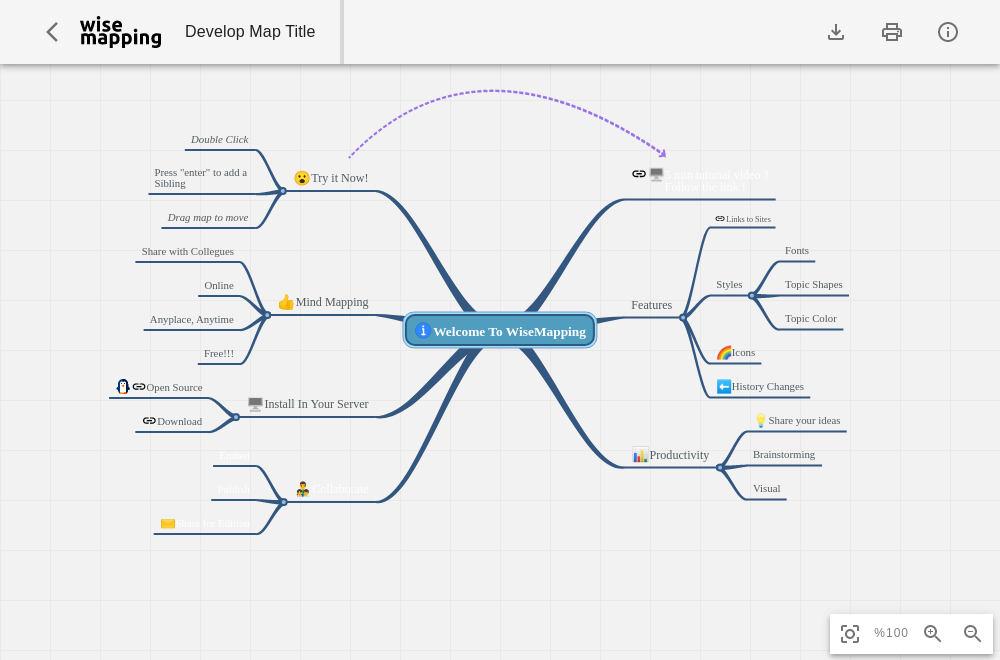 wise
mapping
Develop Map Title
Double Click
Press "enter" to add a
Sibling
Drag map to move
Try it Now!
Share with Collegues
Online
Anyplace, Anytime
Free!!!
Mind Mapping
Open Source
Download
Install In Your Server
Embed
Publish
Share for Edition
Collaborate
Welcome To WiseMapping
5 min tutorial video ?
Follow the link !
Links to Sites
Features
Styles
Fonts
Topic Shapes
Topic Color
Icons
History Changes
Productivity
Share your ideas
Brainstorming
Visual
%100